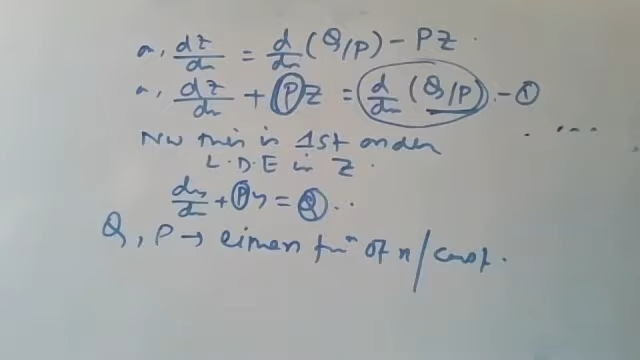 or, dz/dx = d/dx (Q/P) - PZ.
or, dz/dx + PZ = d/dx (Q/P) - ①
Now this is 1st order
L.D.E in Z.
dy/dx + Py = Q ..
Q, P → either funⁿ of x/const.